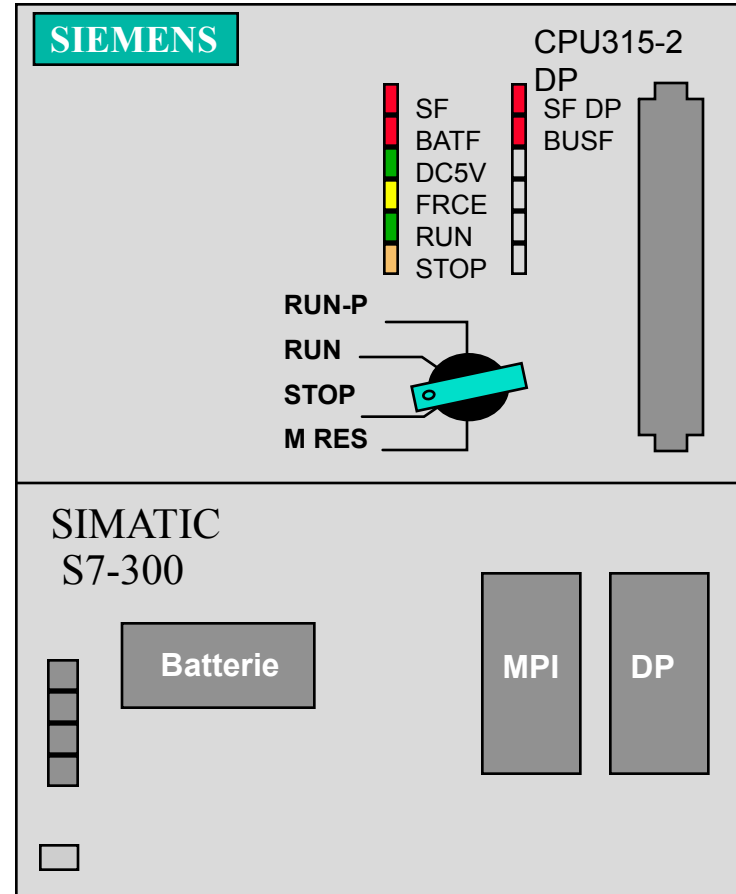 SIEMENS
CPU315-2
DP
SF
BATF
DC5V
FRCE
RUN
STOP
SF DP
BUSF
RUN-P
RUN
STOP
M RES
SIMATIC
S7-300
Batterie
MPI
DP